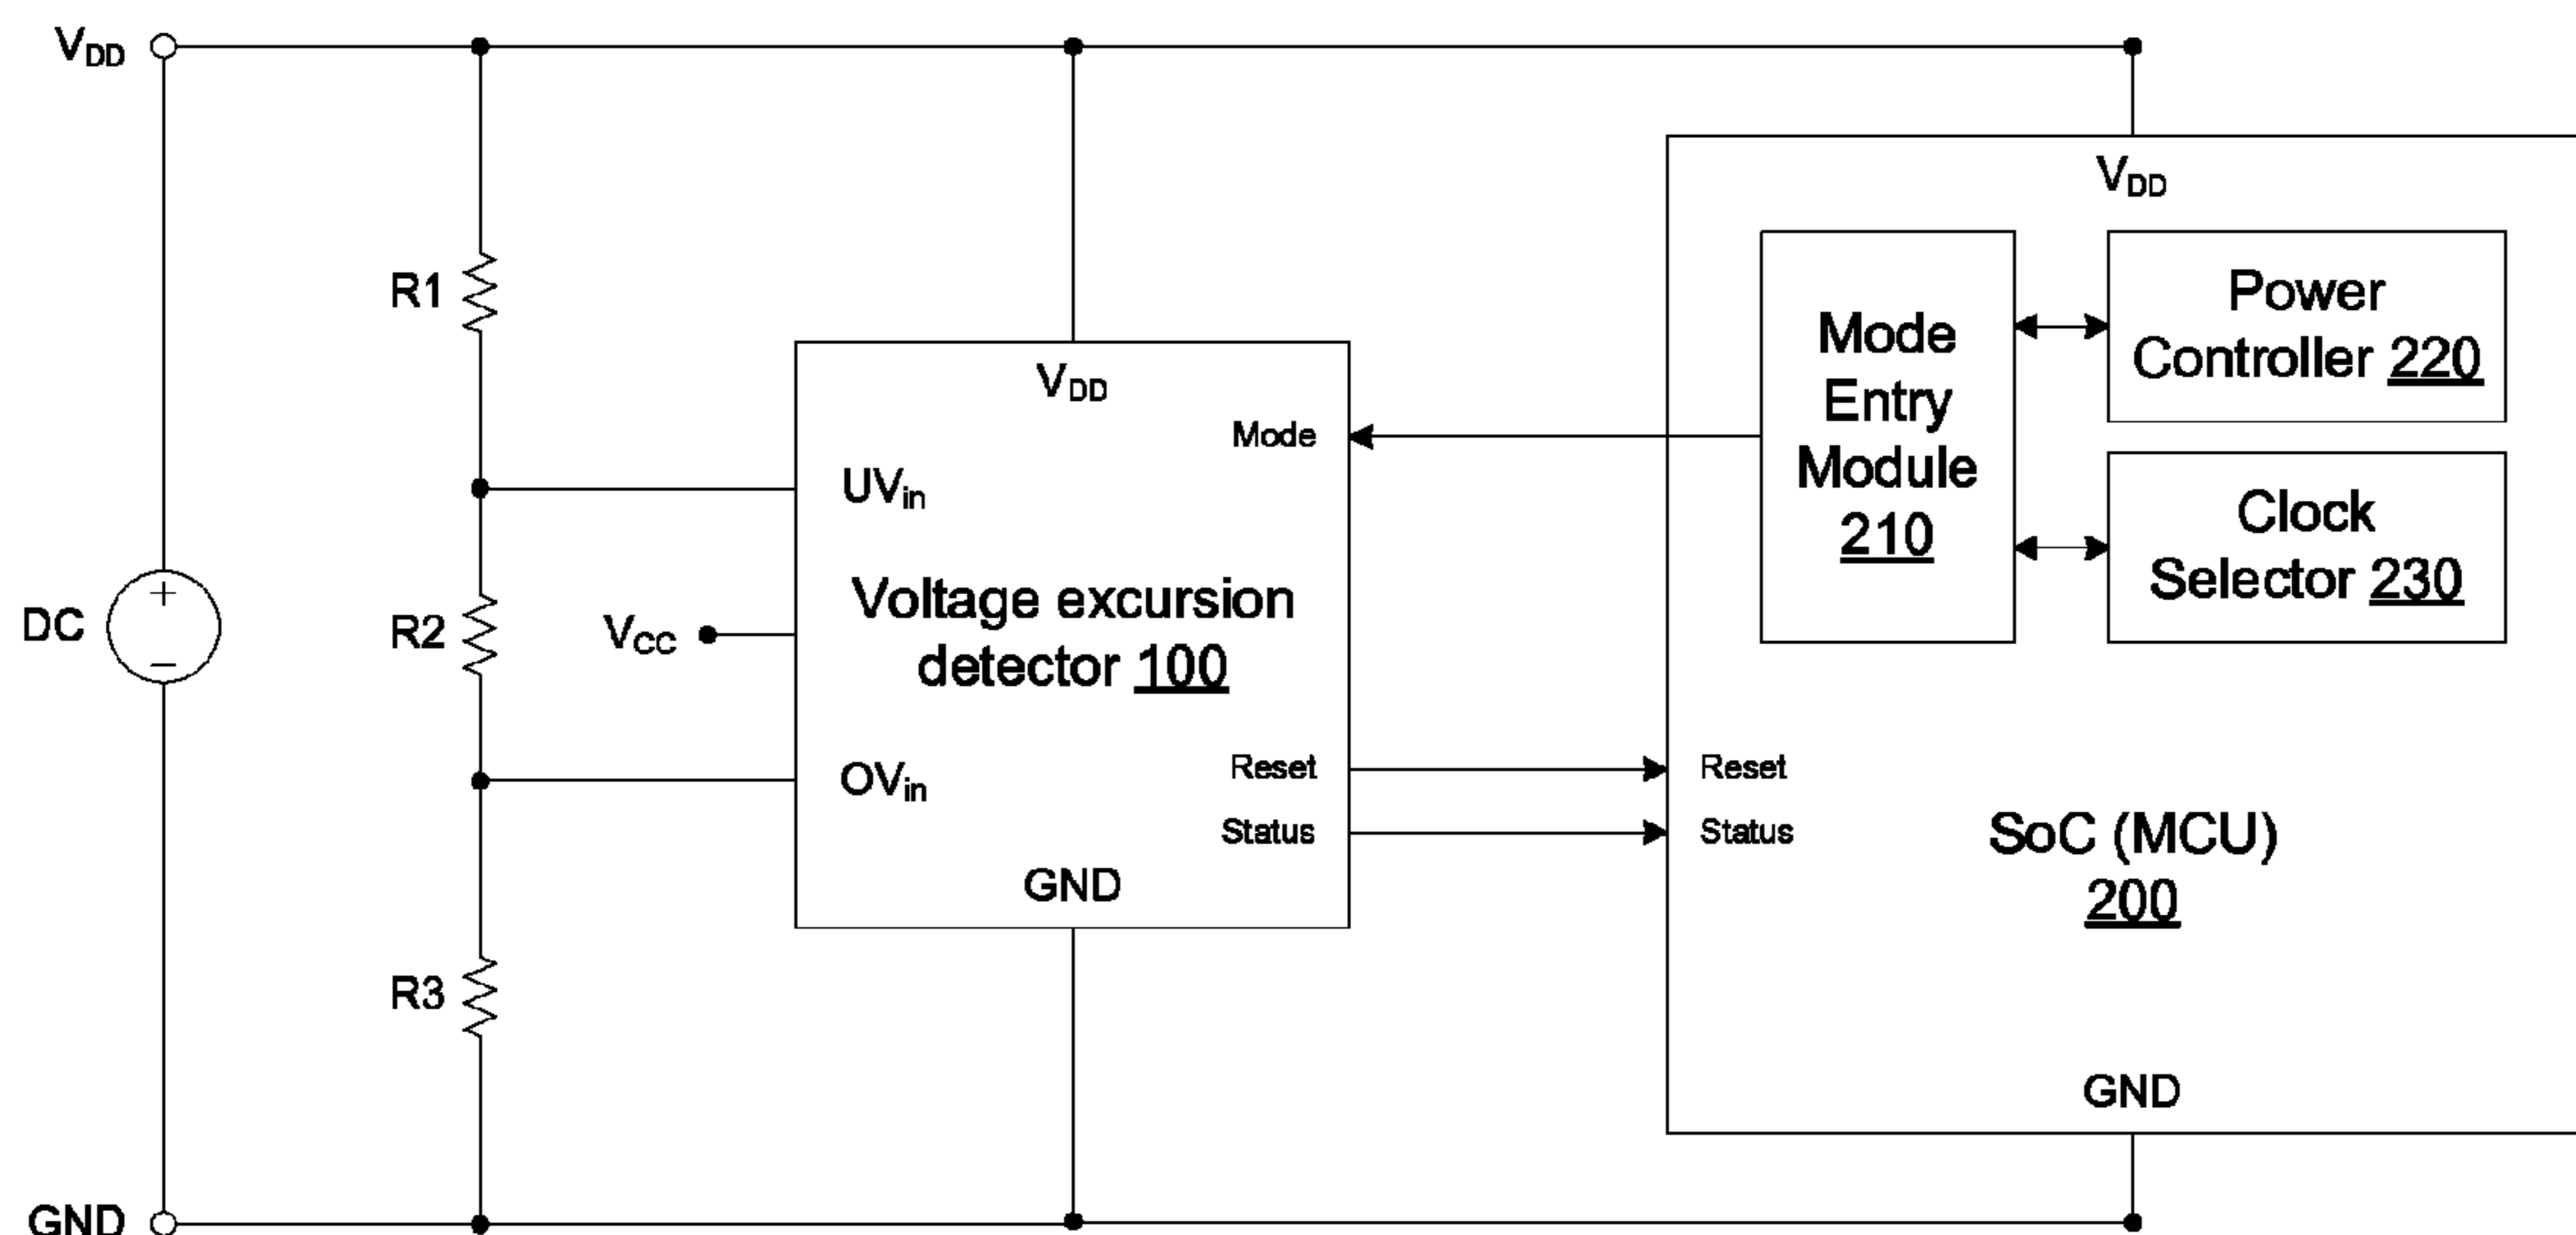 VDD
DC
+
−
GND
R1
R2
R3
VCC
VDD
Mode
UVin
Voltage excursion
detector 100
OVin
Reset
Status
GND
VDD
Mode
Entry
Module
210
Power
Controller 220
Clock
Selector 230
Reset
Status
SoC (MCU)
200
GND